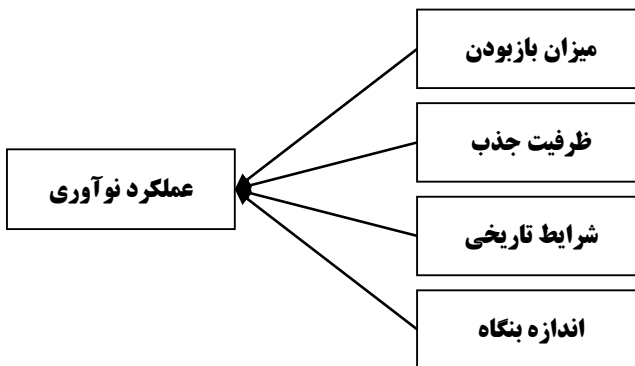 میزان بازبودن
ظرفیت جذب
عملکرد نوآوری
شرایط تاریخی
اندازه بنگاه